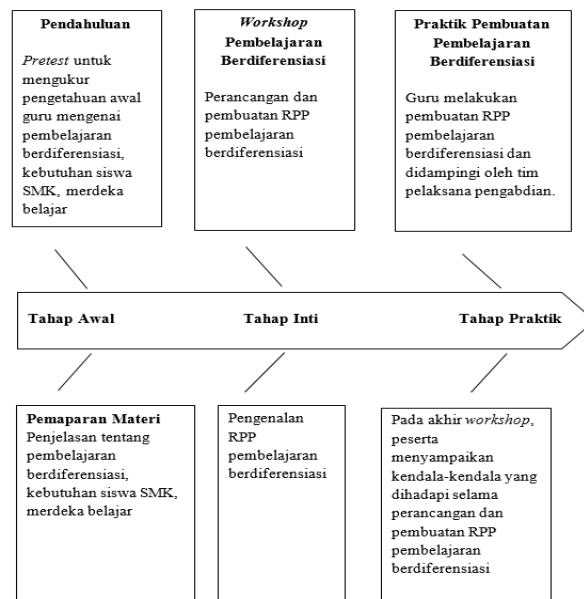 Pendahuluan
Pretest untuk
mengukur
pengetahuan awal
guru mengenai
pembelajaran
berdiferensiasi,
kebutuhan siswa
SMK, merdeka
belajar
Workshop
Pembelajaran
Berdiferensiasi
Perancangan dan
pembuatan RPP
pembelajaran
berdiferensiasi
Praktik Pembuatan
Pembelajaran
Berdiferensiasi
Guru melakukan
pembuatan RPP
pembelajaran
berdiferensiasi dan
didampingi oleh tim
pelaksana pengabdian.
Tahap Awal
Tahap Inti
Tahap Praktik
Pemaparan Materi
Penjelasan tentang
pembelajaran
berdiferensiasi,
kebutuhan siswa SMK,
merdeka belajar
Pengenalan
RPP
pembelajaran
berdiferensiasi
Pada akhir workshop,
peserta
menyampaikan
kendala-kendala yang
dihadapi selama
perancangan dan
pembuatan RPP
pembelajaran
berdiferensiasi